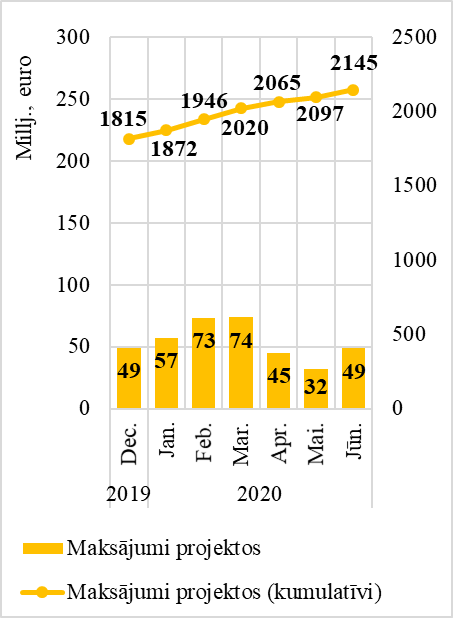 Millj., euro
300
250
200
150
100
50
0
2500
2000
1500
1000
500
0
1815
1872
1946
2020
2065
2097
2145
49
57
73
74
45
32
49
Dec.
Jan.
Feb.
Mar.
Apr.
Mai.
Jūn.
2019
2020
Maksājumi projektos
Maksājumi projektos (kumulatīvi)